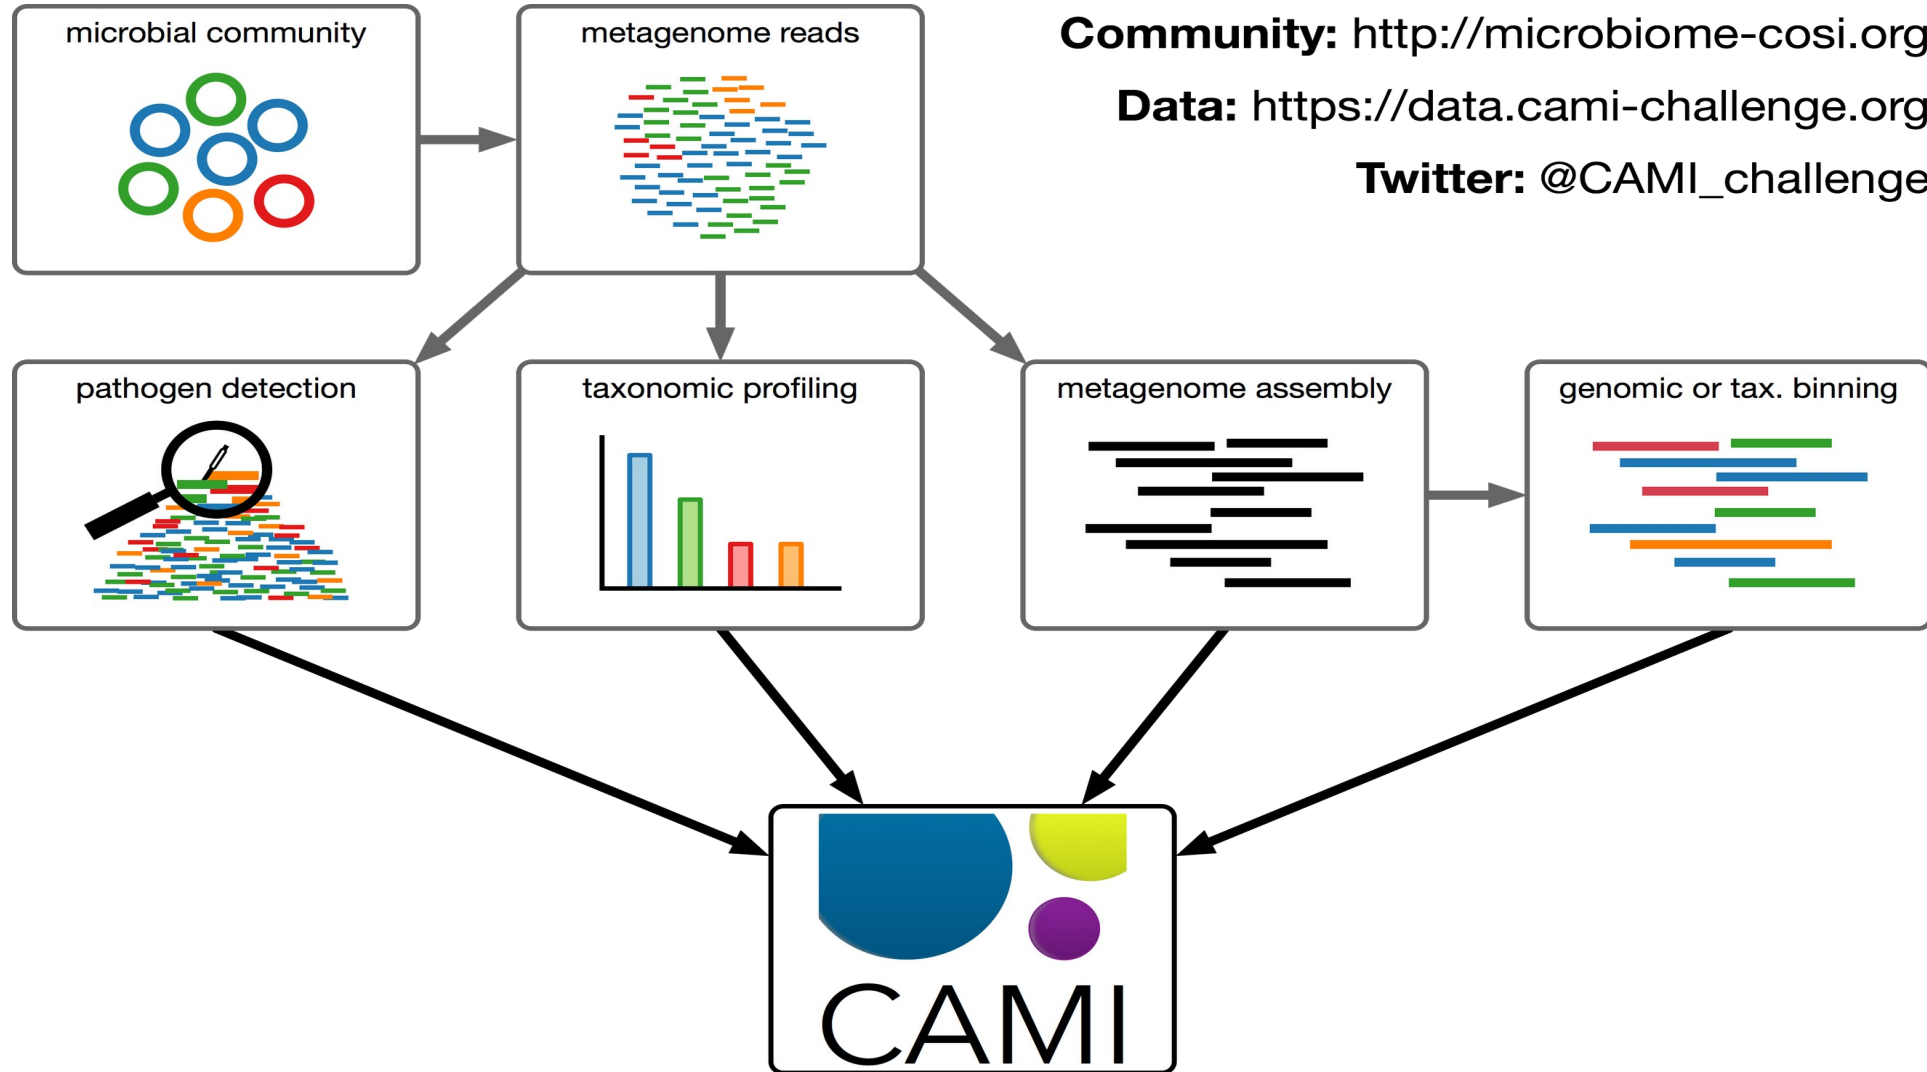 microbial community
metagenome reads
Community: http://microbiome-cosi.org
Data: https://data.cami-challenge.org
Twitter: @CAMI_challenge
pathogen detection
taxonomic profiling
metagenome assembly
genomic or tax. binning
CAMI